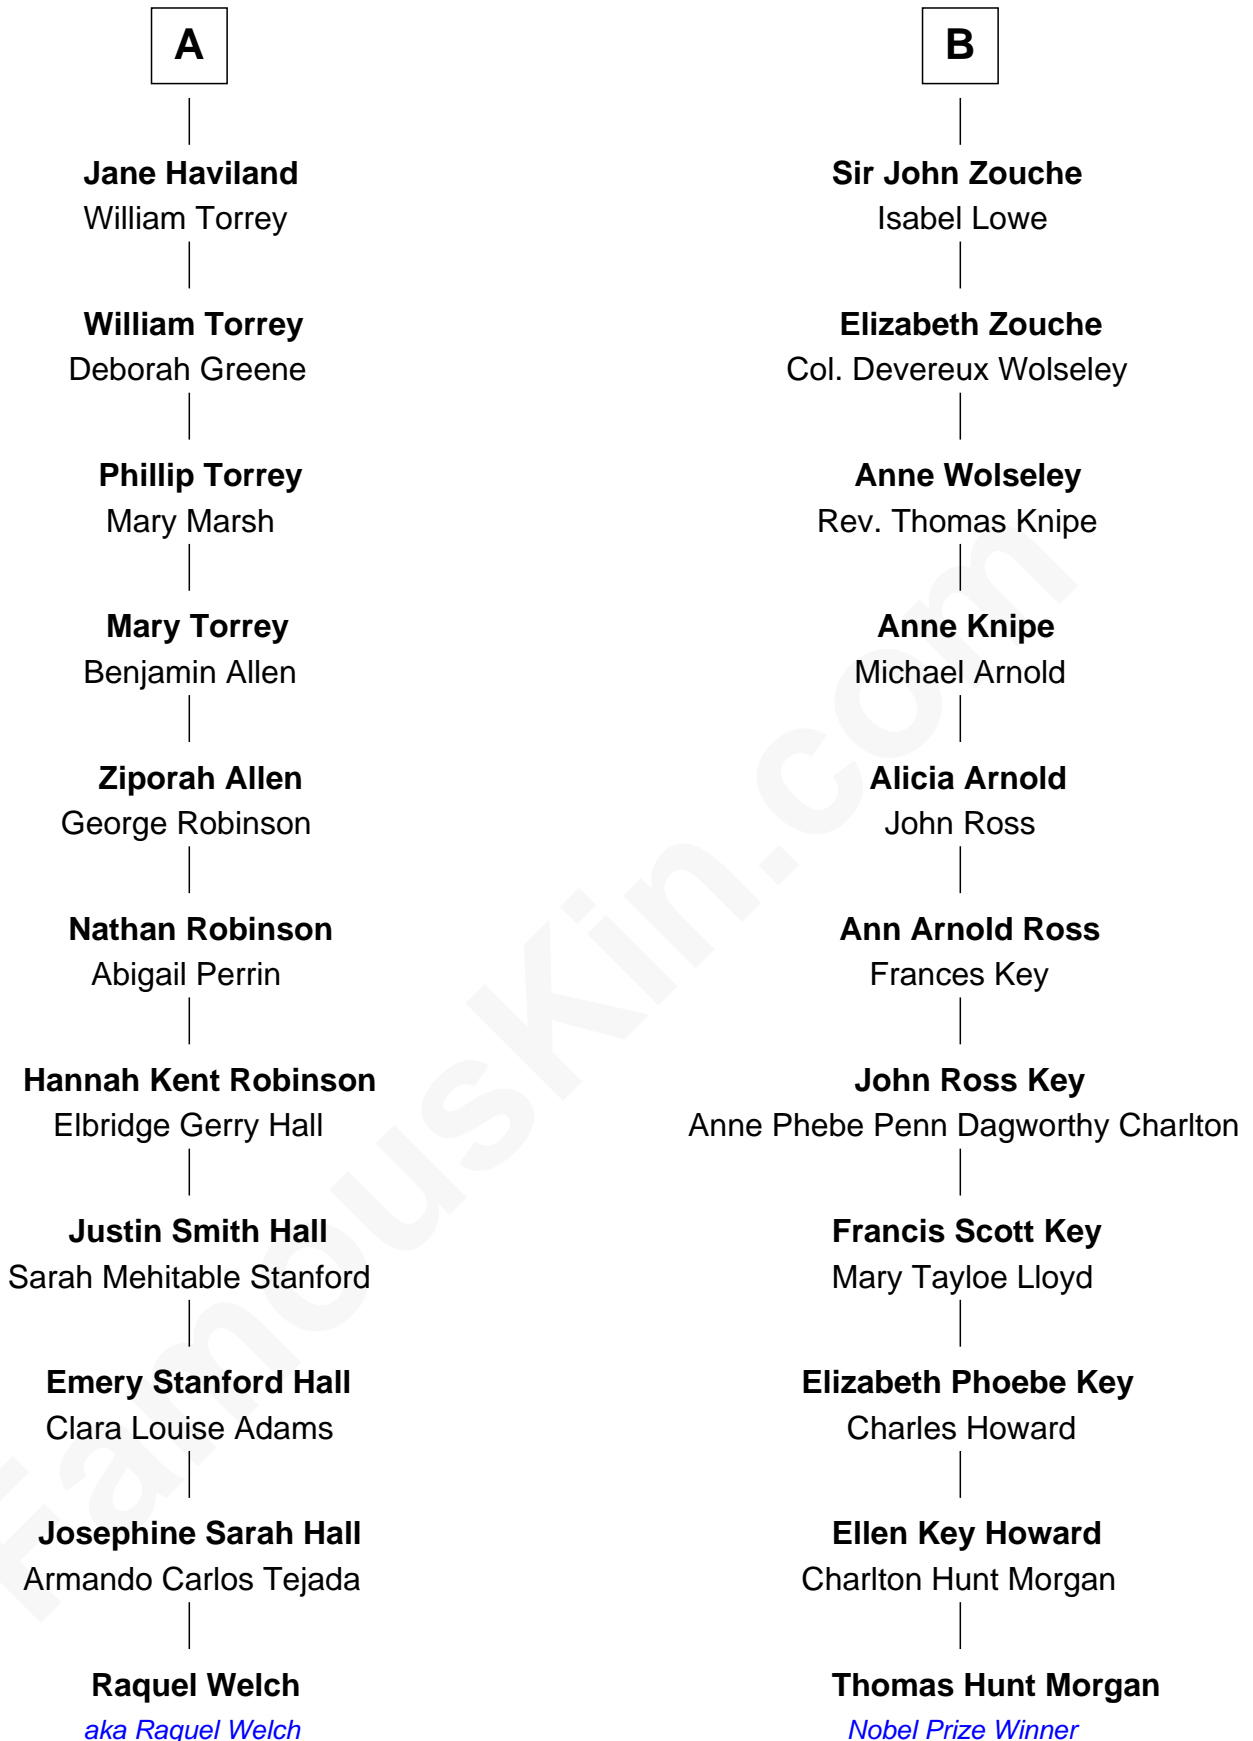 A
Jane Haviland
William Torrey
William Torrey
Deborah Greene
Phillip Torrey
Mary Marsh
Mary Torrey
Benjamin Allen
Ziporah Allen
George Robinson
Nathan Robinson
Abigail Perrin
Hannah Kent Robinson
Elbridge Gerry Hall
Justin Smith Hall
Sarah Mehitable Stanford
Emery Stanford Hall
Clara Louise Adams
Josephine Sarah Hall
Armando Carlos Tejada
Raquel Welch
aka Raquel Welch
B
Sir John Zouche
Isabel Lowe
Elizabeth Zouche
Col. Devereux Wolseley
Anne Wolseley
Rev. Thomas Knipe
Anne Knipe
Michael Arnold
Alicia Arnold
John Ross
Ann Arnold Ross
Frances Key
John Ross Key
Anne Phebe Penn Dagworthy Charlton
Francis Scott Key
Mary Tayloe Lloyd
Elizabeth Phoebe Key
Charles Howard
Ellen Key Howard
Charlton Hunt Morgan
Thomas Hunt Morgan
Nobel Prize Winner
FamousKin.com